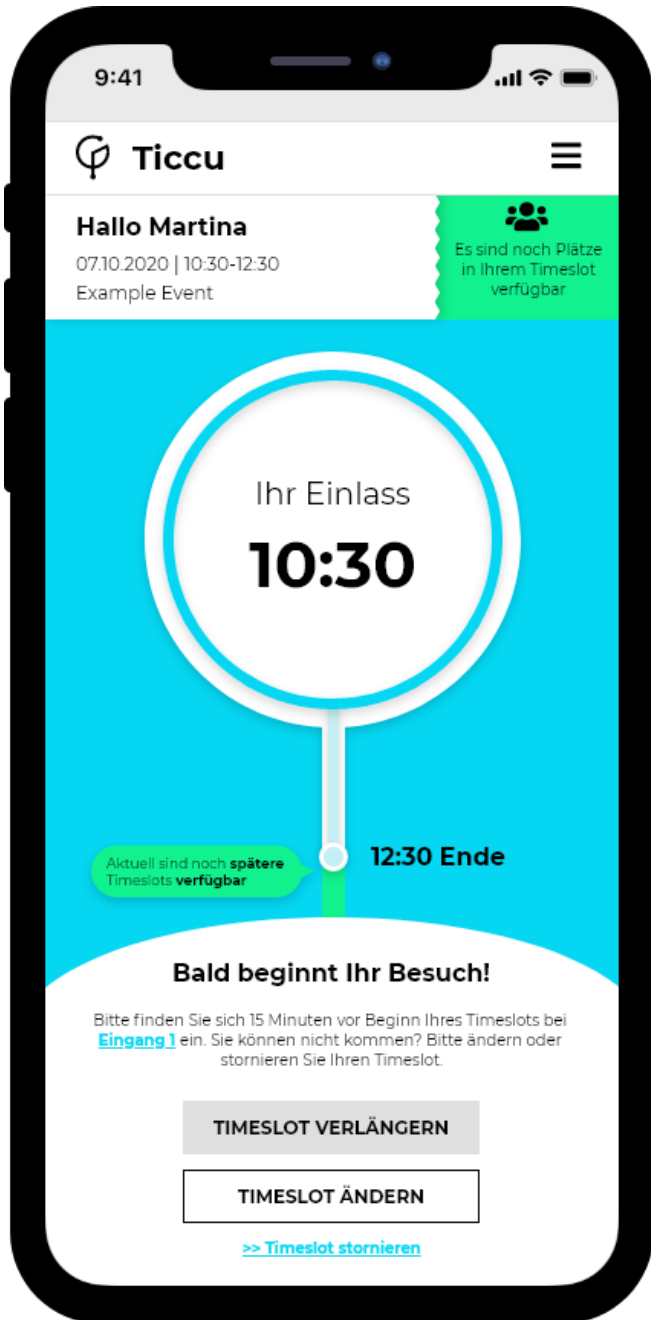 9:41
Ticcu
Hallo Martina
07.10.2020 | 10:30-12:30
Example Event
Es sind noch Plätze
in Ihrem Timeslot
verfügbar
Ihr Einlass
10:30
12:30 Ende
Aktuell sind noch spätere
Timeslots verfügbar
Bald beginnt Ihr Besuch!
Bitte finden Sie sich 15 Minuten vor Beginn Ihres Timeslots bei
Eingang 1 ein. Sie können nicht kommen? Bitte ändern oder
stornieren Sie Ihren Timeslot.
TIMESLOT VERLÄNGERN
TIMESLOT ÄNDERN
>> Timeslot stornieren